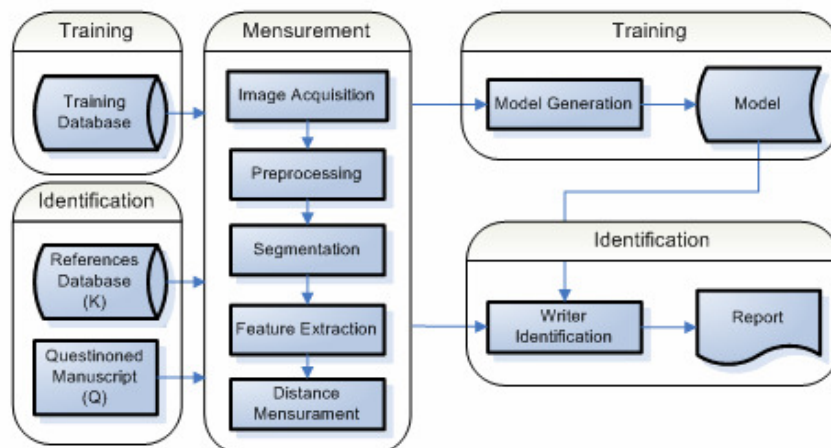 Training
Training
Database
Identification
References
Database
(K)
Questinoned
Manuscript
(Q)
Mensurement
Image Acquisition
Preprocessing
Segmentation
Feature Extraction
Distance
Mensurament
Training
Model Generation
Model
Identification
Writer
Identification
Report